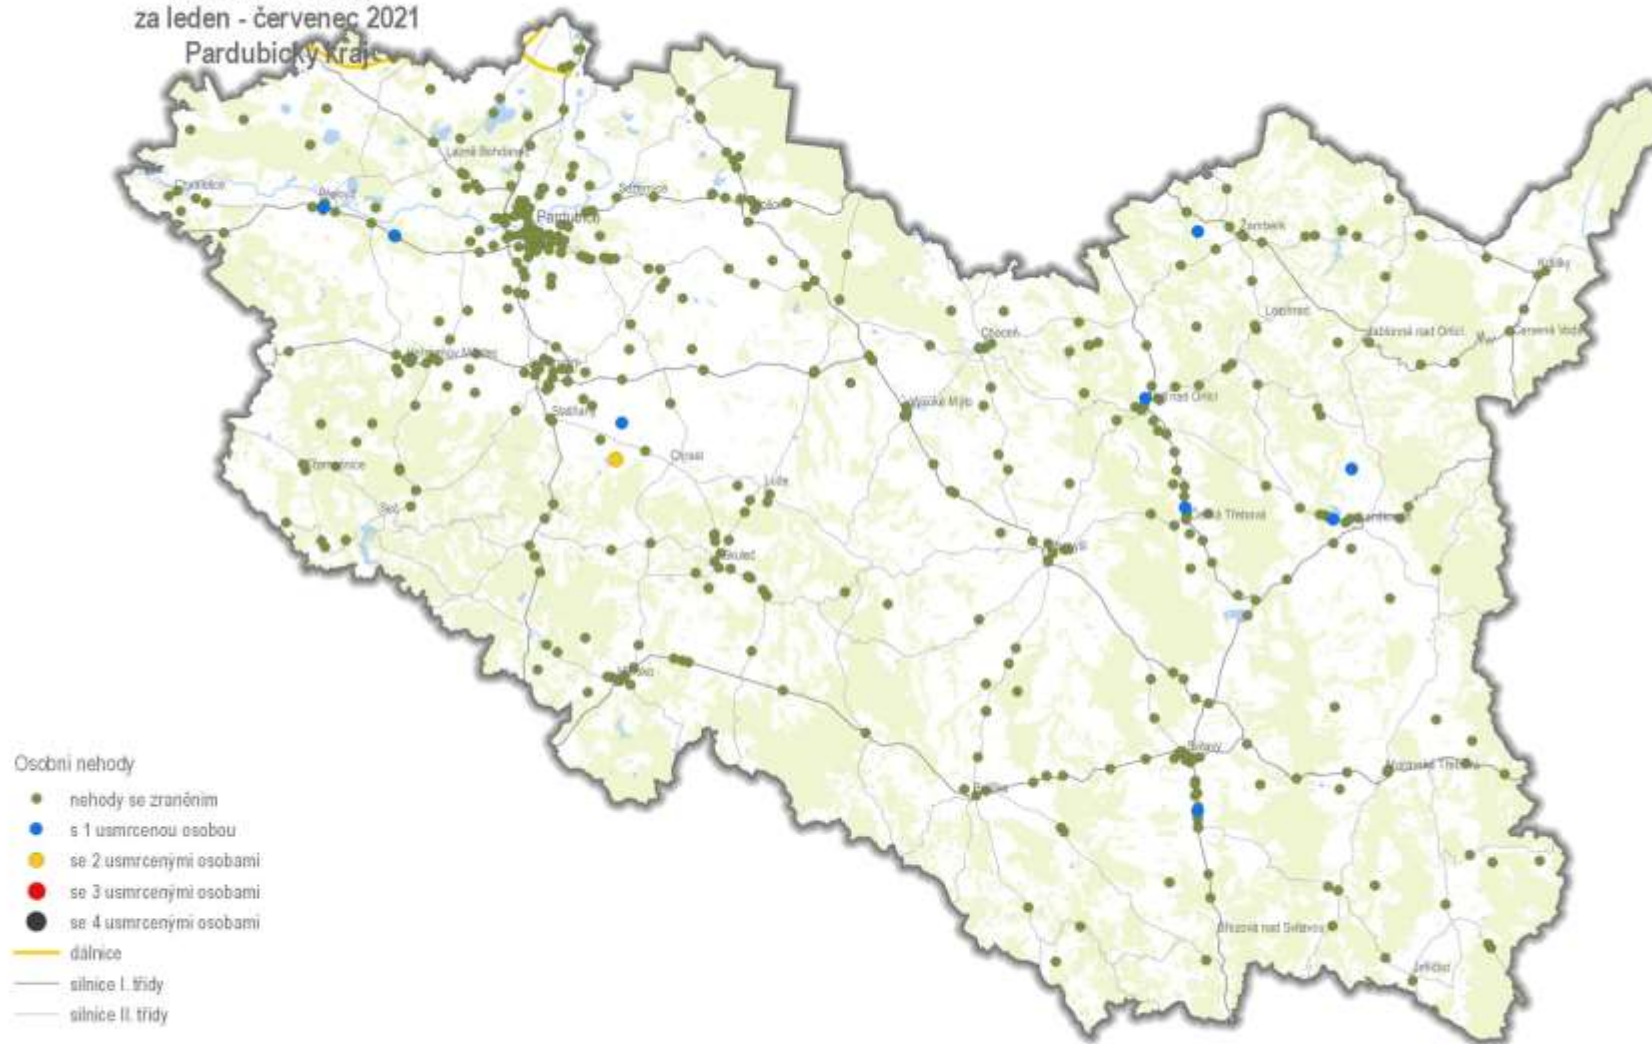 za leden - červenec 2021
Pardubický kraj
Chvaletice
Přelouč
Lázně Bohdaneč
Pardubice
Sezemice
Holice
Žamberk
Králíky
Letohrad
Jablonné nad Orlicí
Červená Voda
Choceň
Heřmanův Městec
Slatiňany
Vysoké Mýto
Ústí nad Orlicí
Třemošnice
Chrast
Luže
Seč
Skuteč
Česká Třebová
Lanškroun
Litomyšl
Hlinsko
Svitavy
Moravská Třebová
Polička
Březová nad Svitavou
Jevíčko
Osobní nehody
nehody se zraněním
s 1 usmrcenou osobou
se 2 usmrcenými osobami
se 3 usmrcenými osobami
se 4 usmrcenými osobami
dálnice
silnice I. třídy
silnice II. třídy